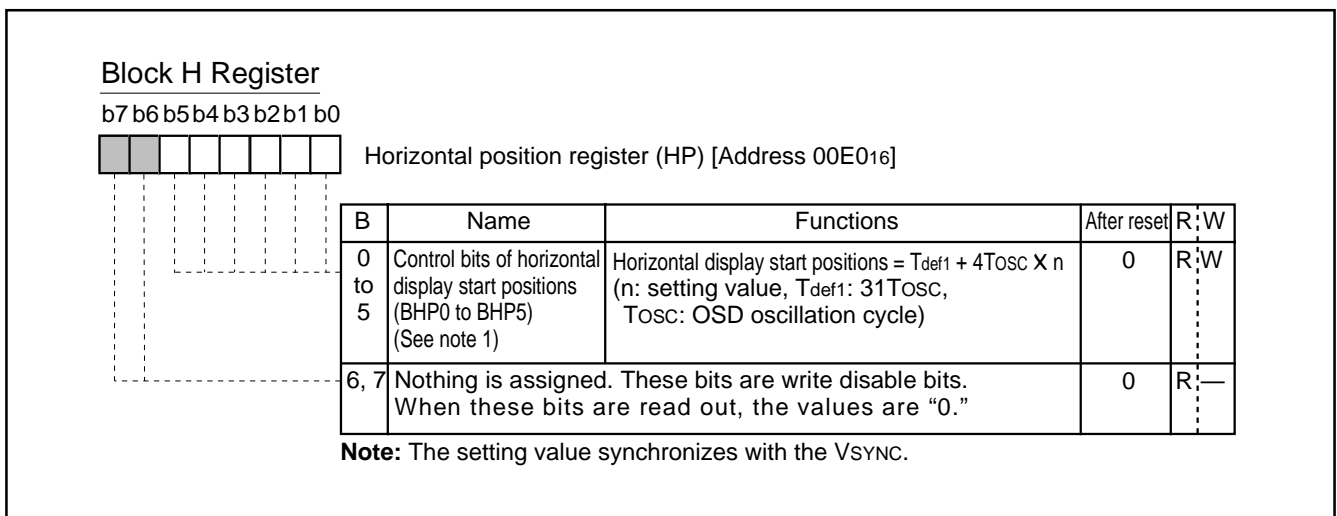 Block H Register
b7 b6 b5 b4 b3 b2 b1 b0
Horizontal position register (HP) [Address 00E016]
B Name Functions After reset R W
0 to 5 Control bits of horizontal display start positions (BHP0 to BHP5) (See note 1) Horizontal display start positions = Tdef1 + 4TOSC X n (n: setting value, Tdef1: 31TOSC, TOSC: OSD oscillation cycle) 0 R W
6, 7 Nothing is assigned. These bits are write disable bits. 0 R —
When these bits are read out, the values are “0.”
Note: The setting value synchronizes with the VSYNC.